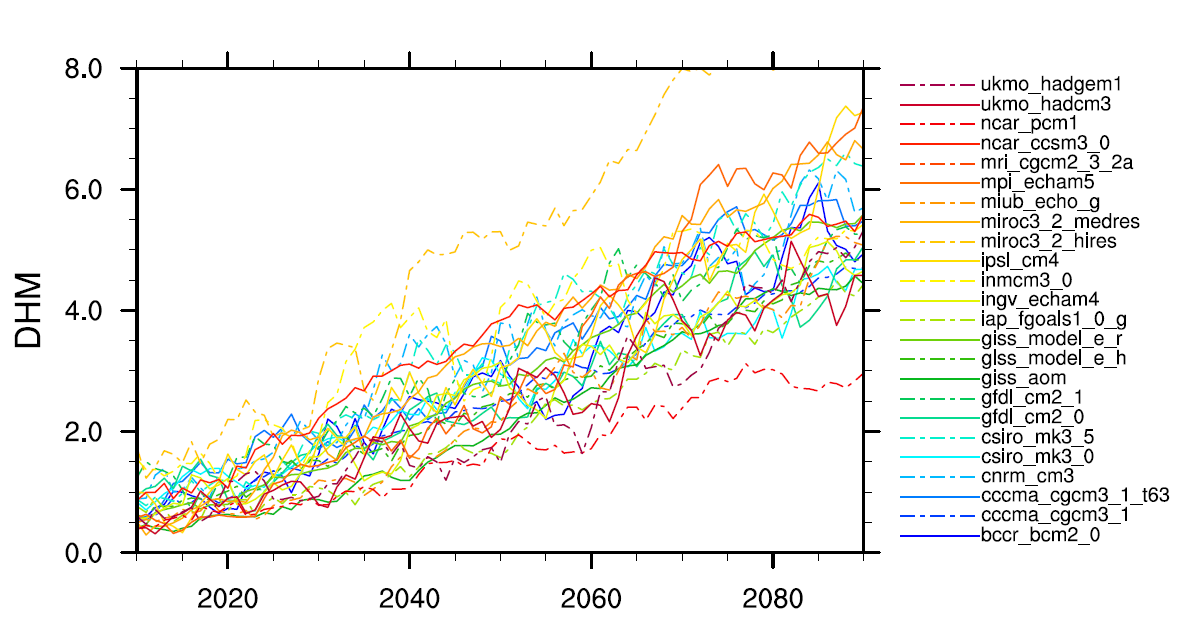 8.0
6.0
4.0
2.0
0.0
DHM
2020
2040
2060
2080
ukmo_hadgem1
ukmo_hadcm3
ncar_pcm1
ncar_ccsm3_0
mri_cgcm2_3_2a
mpi_echam5
miub_echo_g
miroc3_2_medres
miroc3_2_hires
ipsl_cm4
inmcm3_0
ingv_echam4
iap_fgoals1_0_g
giss_model_e_r
giss_model_e_h
giss_aom
gfdl_cm2_1
gfdl_cm2_0
csiro_mk3_5
csiro_mk3_0
cnrm_cm3
cccma_cgcm3_1_t63
cccma_cgcm3_1
bccr_bcm2_0